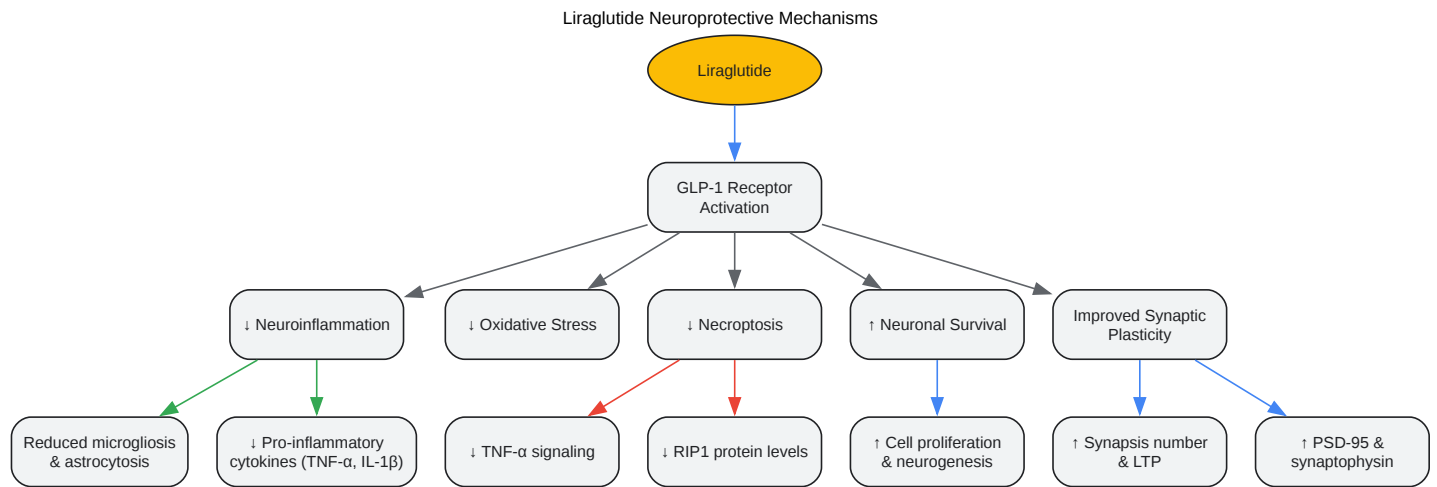 Liraglutide Neuroprotective Mechanisms
Liraglutide
GLP-1 Receptor
Activation
↓ Neuroinflammation
↓ Oxidative Stress
↓ Necroptosis
↑ Neuronal Survival
Improved Synaptic
Plasticity
Reduced microgliosis
& astrocytosis
↓ Pro-inflammatory
cytokines (TNF-α, IL-1β)
↓ TNF-α signaling
↓ RIP1 protein levels
↑ Cell proliferation
& neurogenesis
↑ Synapsis number
& LTP
↑ PSD-95 &
synaptophysin